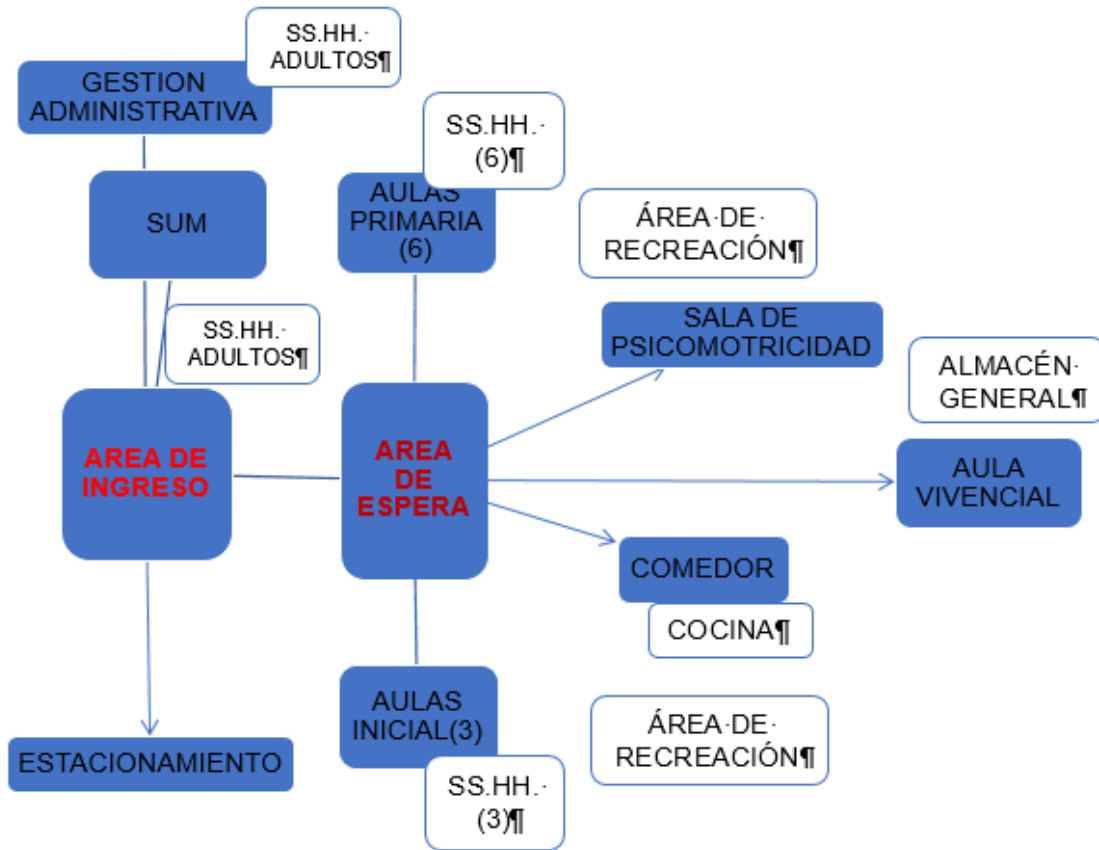 SS.HH.·
ADULTOS¶
GESTION
ADMINISTRATIVA
SS.HH.·
(6)¶
SUM
AULAS
PRIMARIA
(6)
ÁREA·DE·
RECREACIÓN¶
SS.HH.·
ADULTOS¶
SALA DE
PSICOMOTRICIDAD
ALMACÉN·
GENERAL¶
AREA DE
INGRESO
AREA
DE
ESPERA
AULA
VIVENCIAL
COMEDOR
COCINA¶
AULAS
INICIAL(3)
ÁREA·DE·
RECREACIÓN¶
ESTACIONAMIENTO
SS.HH.·
(3)¶